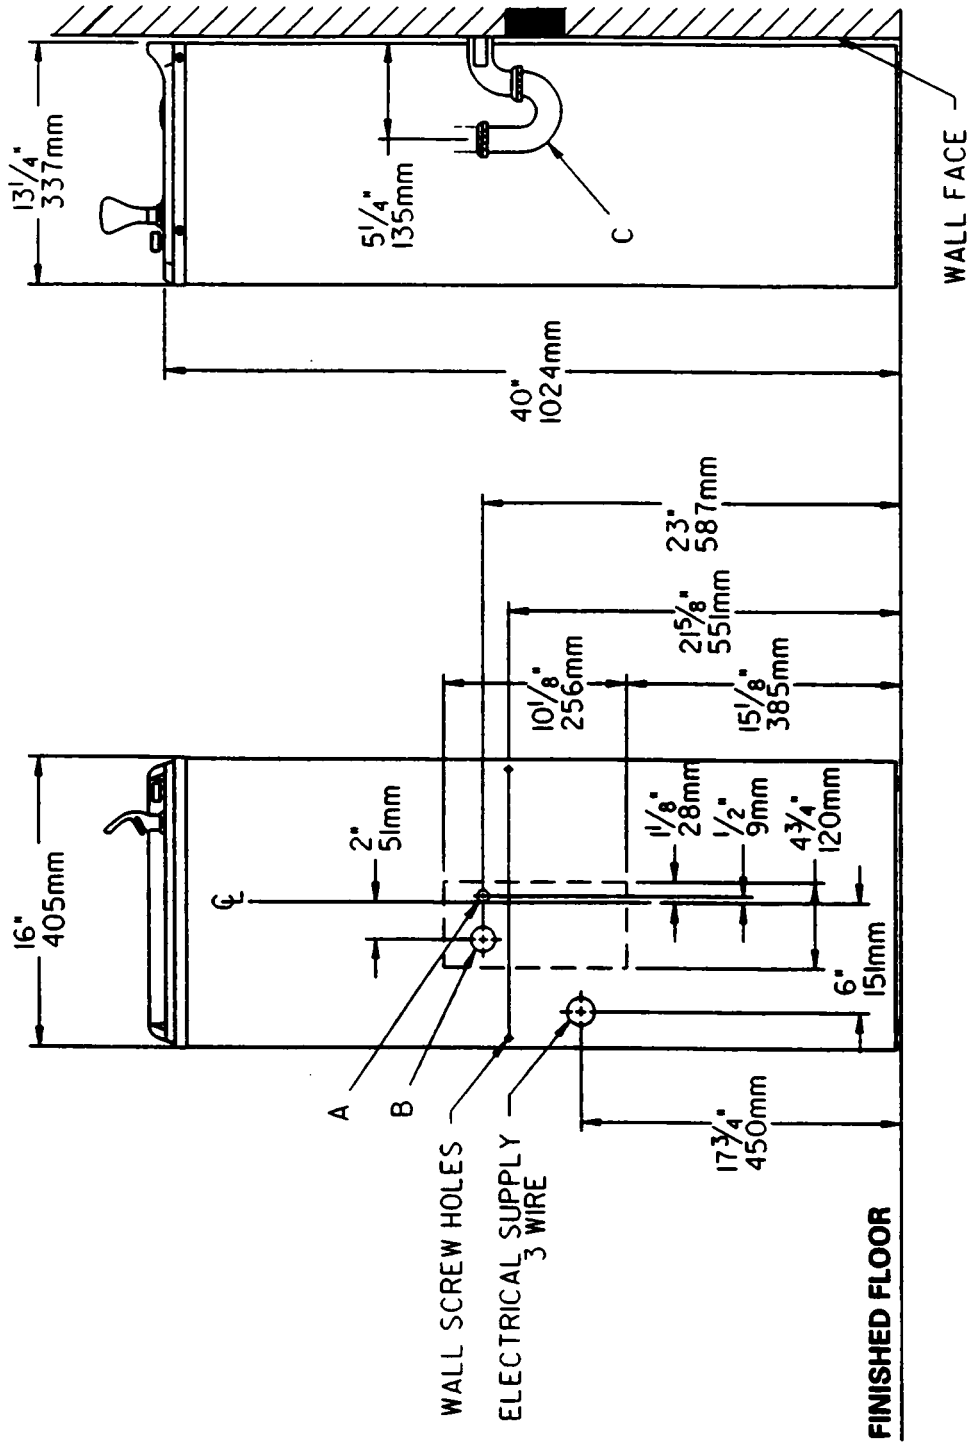 16"
405mm
℄
2"
51mm
A
B
WALL SCREW HOLES
ELECTRICAL SUPPLY
3 WIRE
10 1/8"
256mm
1 1/8"
28mm
1/2"
9mm
4 3/4"
120mm
6"
151mm
17 3/4"
450mm
15 1/8"
385mm
21 5/8"
551mm
23"
587mm
FINISHED FLOOR
13 1/4"
337mm
5 1/4"
135mm
C
40"
1024mm
WALL FACE